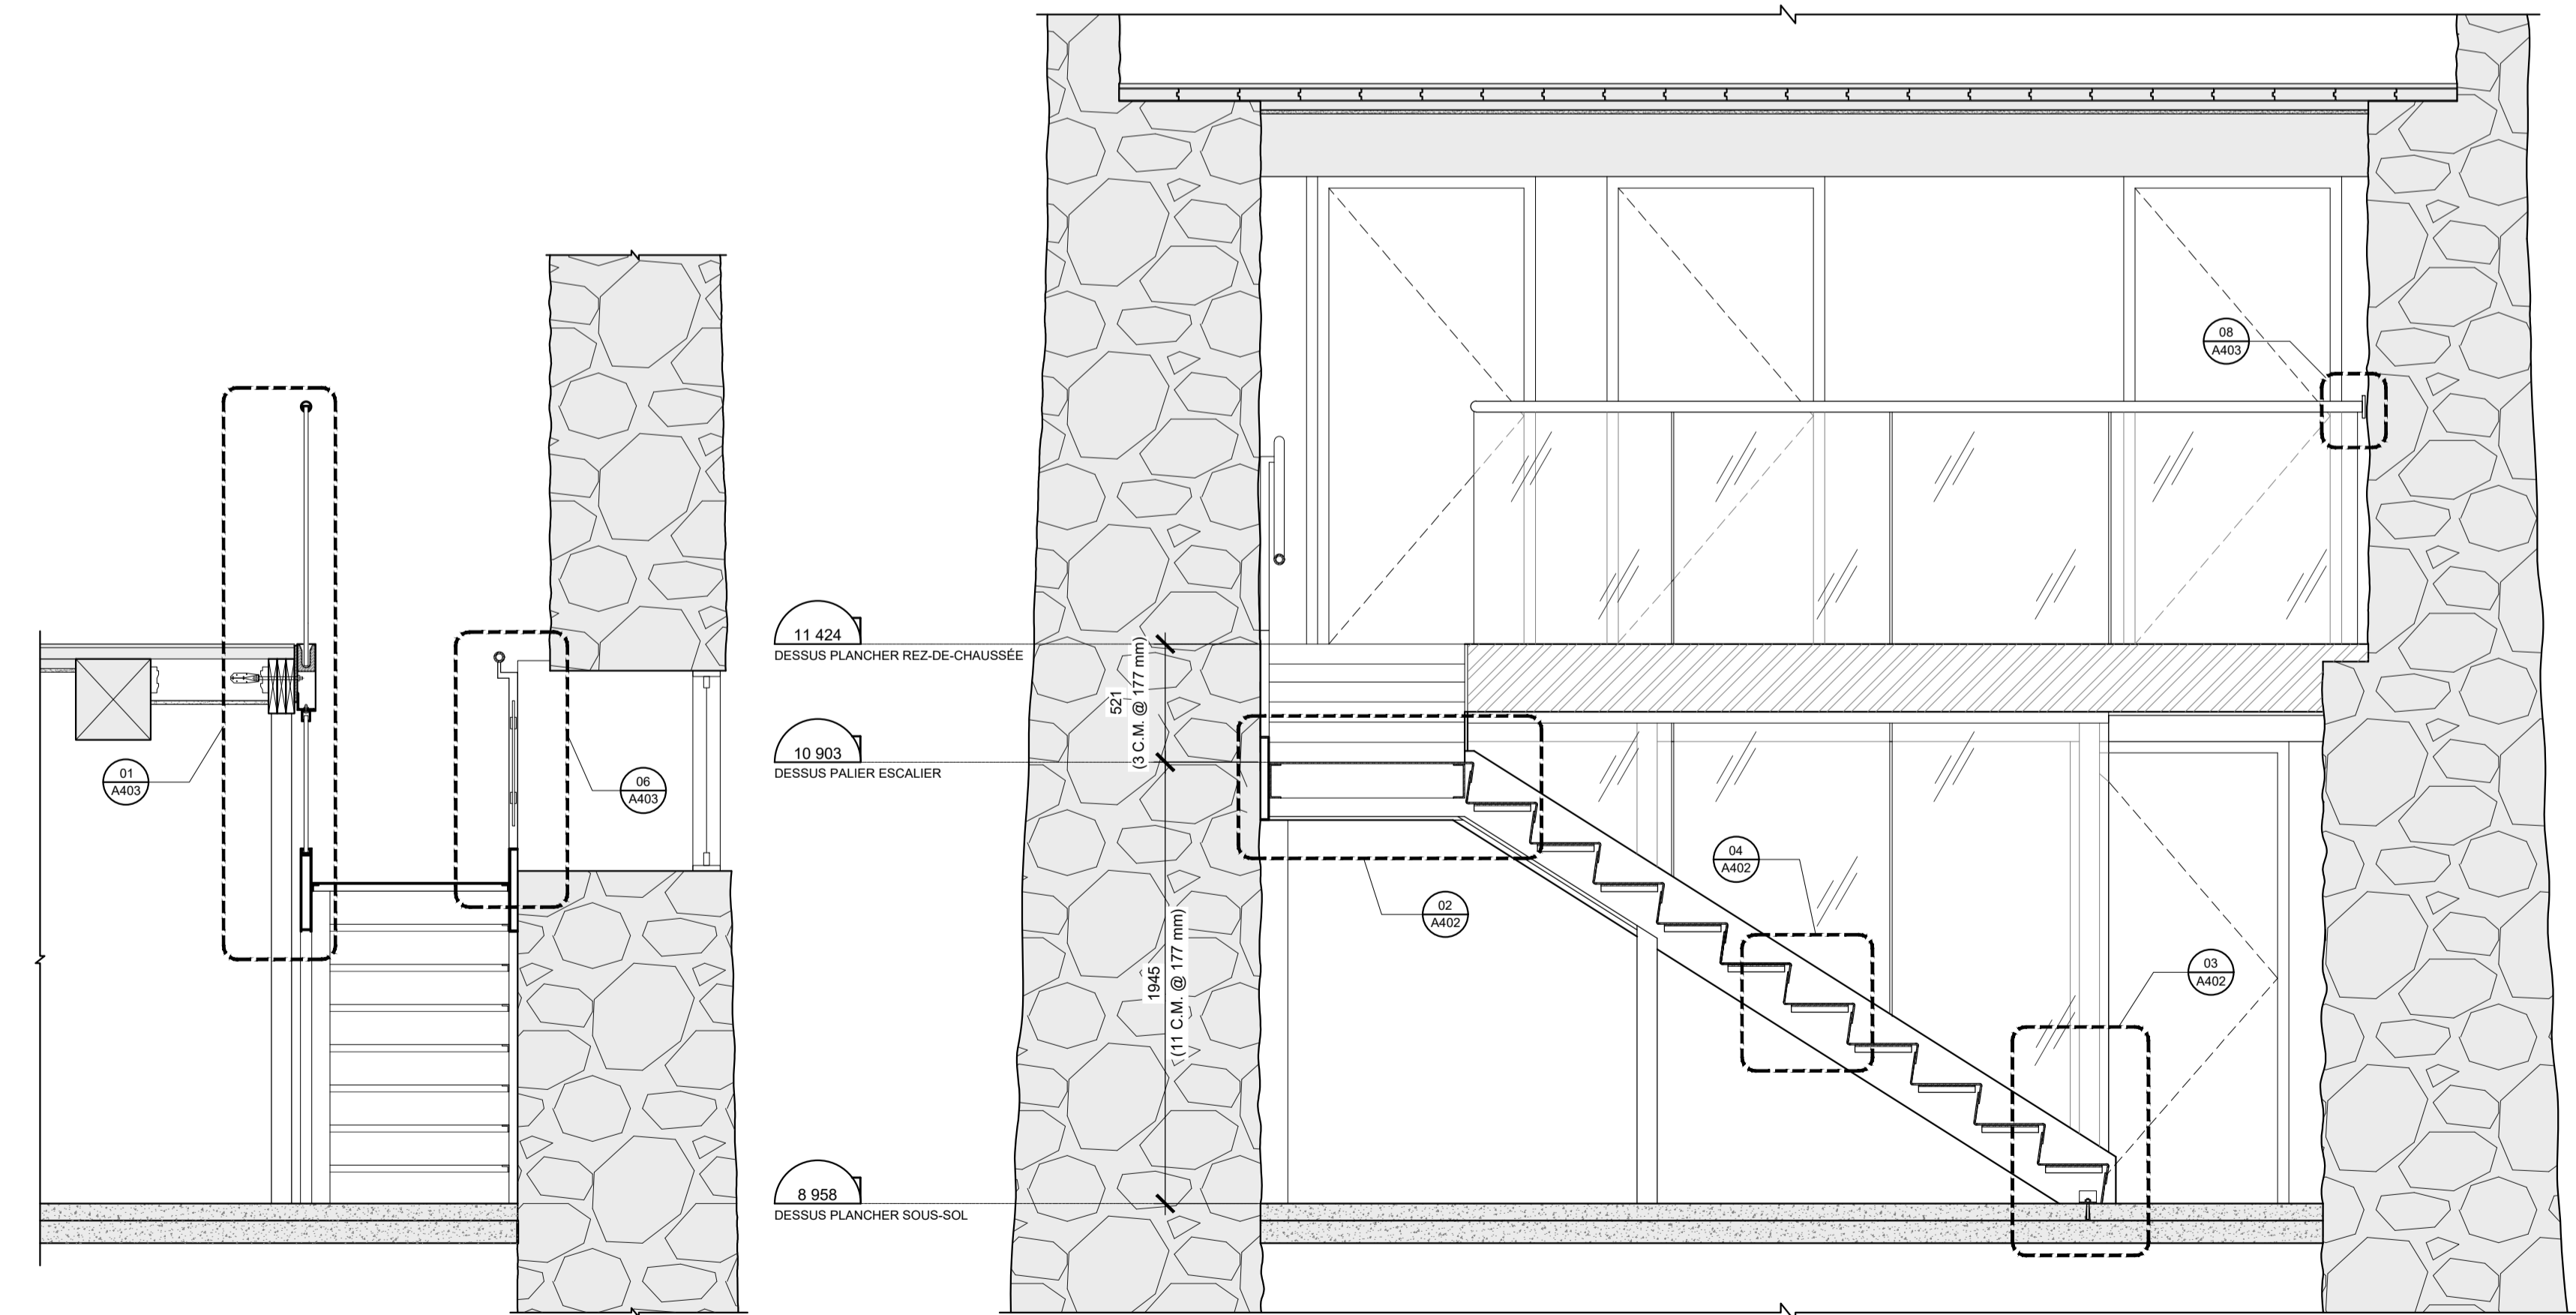 01
A403
06
A403
11 424
DESSUS PLANCHER REZ-DE-CHAUSSÉE
10 903
DESSUS PALIER ESCALIER
8 958
DESSUS PLANCHER SOUS-SOL
521
(3 C.M. @ 177 mm)
1945
(11 C.M. @ 177 mm)
08
A403
02
A402
04
A402
03
A402